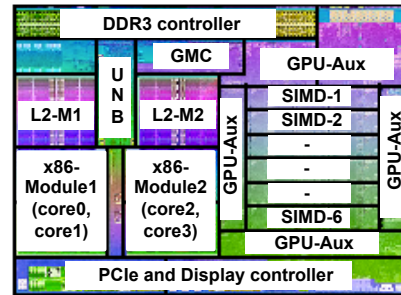 DDR3 controller
GMC
GPU-Aux
U
N
B
L2-M1
L2-M2
SIMD-1
SIMD-2
-
-
-
SIMD-6
GPU-Aux
GPU-Aux
x86-
Module1
(core0,
core1)
x86-
Module2
(core2,
core3)
GPU-Aux
PCIe and Display controller